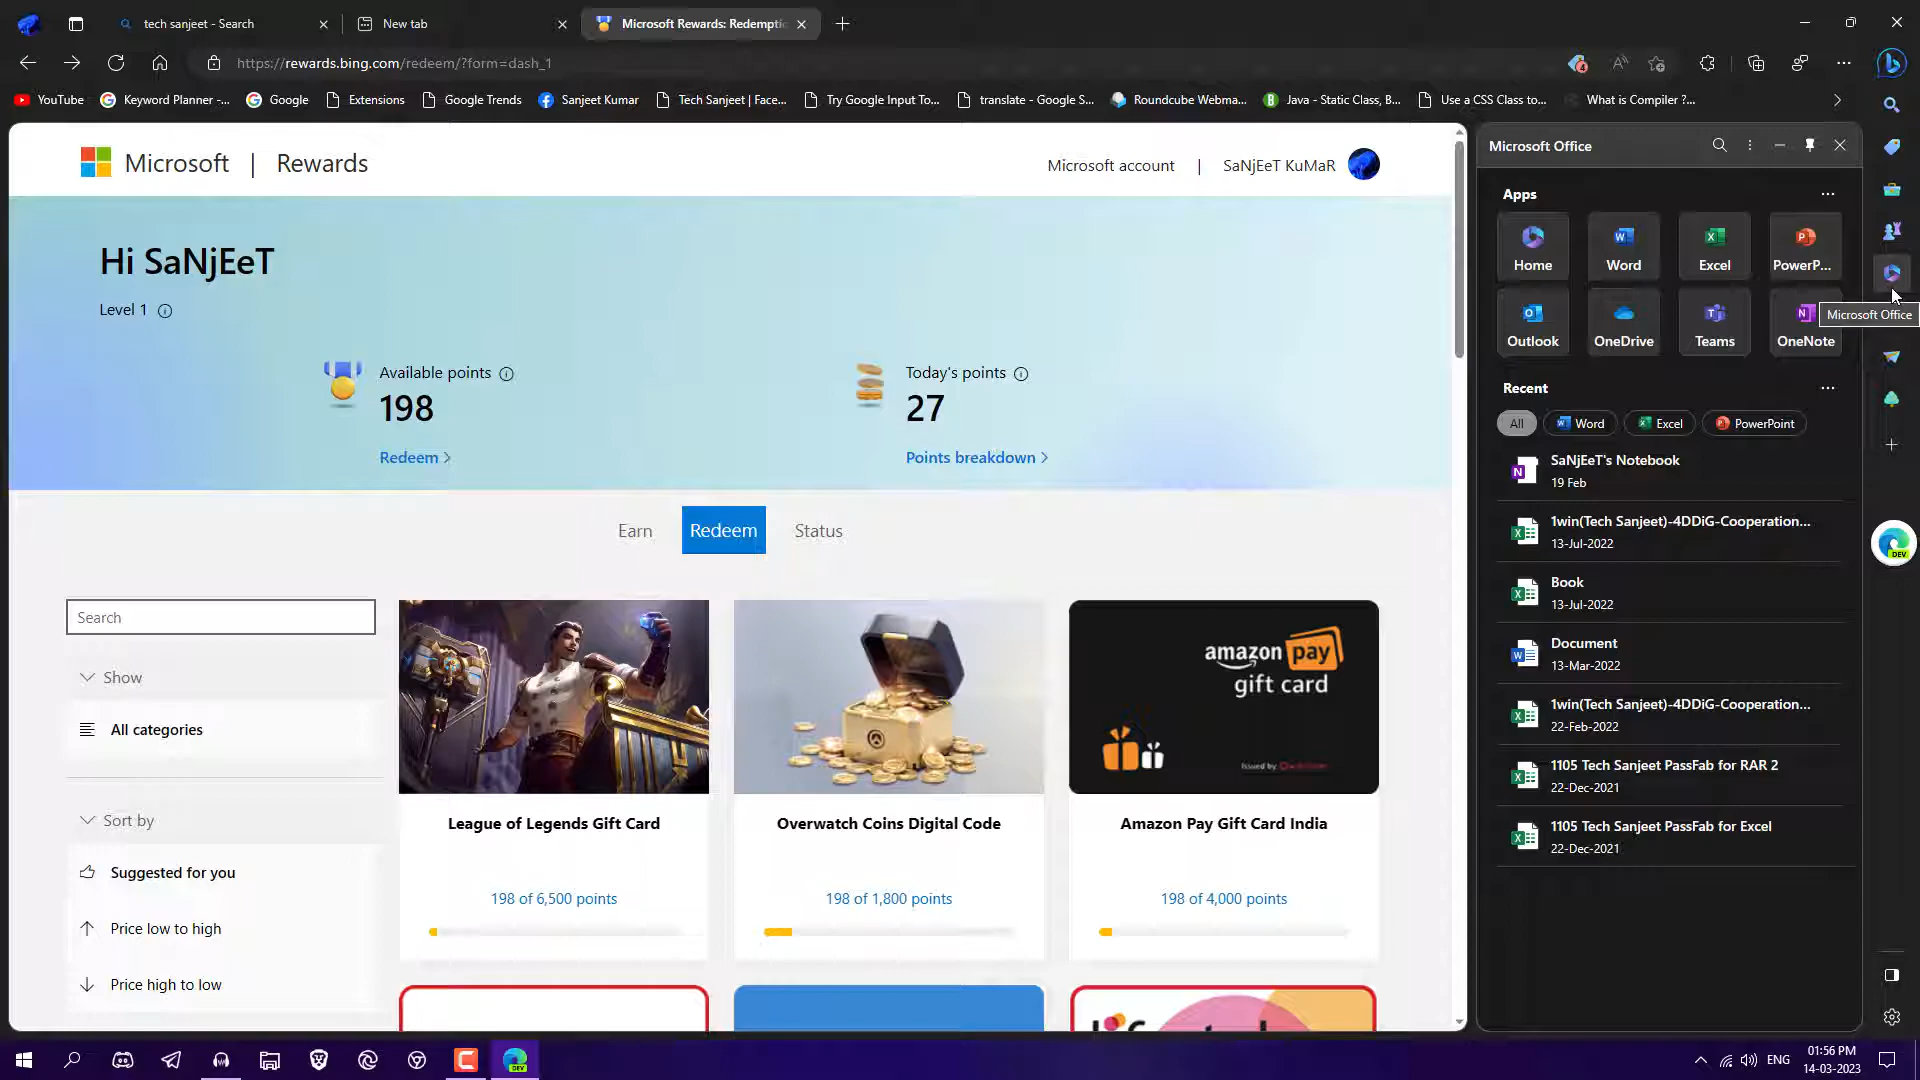 tech sanjeet - Search
New tab
Microsoft Rewards: Redemptio
https://rewards.bing.com/redeem/?form=dash_1
4
YouTube
Keyword Planner -...
Google
Extensions
Google Trends
Sanjeet Kumar
Tech Sanjeet | Face...
Try Google Input To...
translate - Google S...
Roundcube Webma...
Java - Static Class, B...
Use a CSS Class to...
What is Compiler ?...
Microsoft | Rewards
Microsoft account | SaNjEeT KuMaR
Hi SaNjEeT
Level 1
Available points
198
Redeem
Today's points
27
Points breakdown
Earn
Redeem
Status
Search
Show
All categories
Sort by
Suggested for you
Price low to high
Price high to low
League of Legends Gift Card
198 of 6,500 points
Overwatch Coins Digital Code
198 of 1,800 points
amazon pay
gift card
Issued by
Amazon Pay Gift Card India
198 of 4,000 points
Microsoft Office
Apps
Home
Word
Excel
PowerP...
Outlook
OneDrive
Teams
OneNote
Microsoft Office
Recent
All
Word
Excel
PowerPoint
SaNjEeT's Notebook
19 Feb
1win(Tech Sanjeet)-4DDiG-Cooperation...
13-Jul-2022
Book
13-Jul-2022
Document
13-Mar-2022
1win(Tech Sanjeet)-4DDiG-Cooperation...
22-Feb-2022
1105 Tech Sanjeet PassFab for RAR 2
22-Dec-2021
1105 Tech Sanjeet PassFab for Excel
22-Dec-2021
DEV
DEV
ENG
01:56 PM
14-03-2023